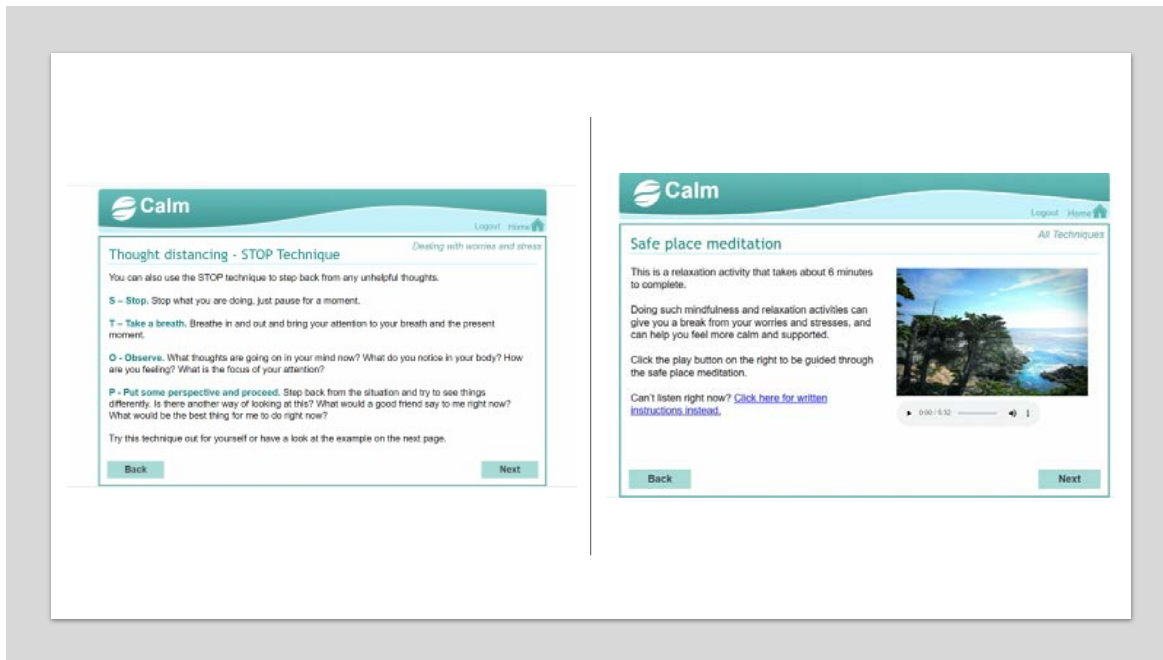 Calm
Logout Home
Dealing with worries and stress
Thought distancing - STOP Technique
You can also use the STOP technique to step back from any unhelpful thoughts.
S – Stop. Stop what you are doing, just pause for a moment.
T – Take a breath. Breathe in and out and bring your attention to your breath and the present
moment.
O - Observe. What thoughts are going on in your mind now? What do you notice in your body? How
are you feeling? What is the focus of your attention?
P - Put some perspective and proceed. Step back from the situation and try to see things
differently. Is there another way of looking at this? What would a good friend say to me right now?
What would be the best thing for me to do right now?
Try this technique out for yourself or have a look at the example on the next page.
Back Next
Calm
Logout Home
All Techniques
Safe place meditation
This is a relaxation activity that takes about 6 minutes
to complete.
Doing such mindfulness and relaxation activities can
give you a break from your worries and stresses, and
can help you feel more calm and supported.
Click the play button on the right to be guided through
the safe place meditation.
Can't listen right now? Click here for written
instructions instead.
0:00 / 5:32
Back Next